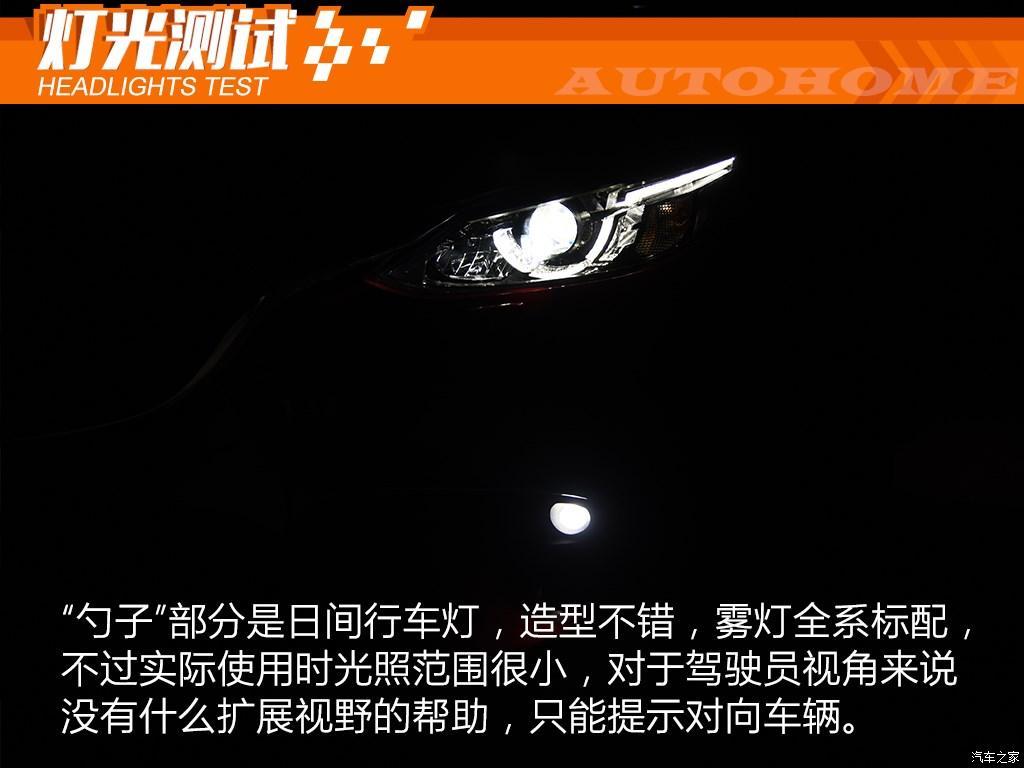 灯光测试
HEADLIGHTS TEST
AUTOHOME
“勺子”部分是日间行车灯，造型不错，雾灯全系标配，
不过实际使用时光照范围很小，对于驾驶员视角来说
没有什么扩展视野的帮助，只能提示对向车辆。
汽车之家